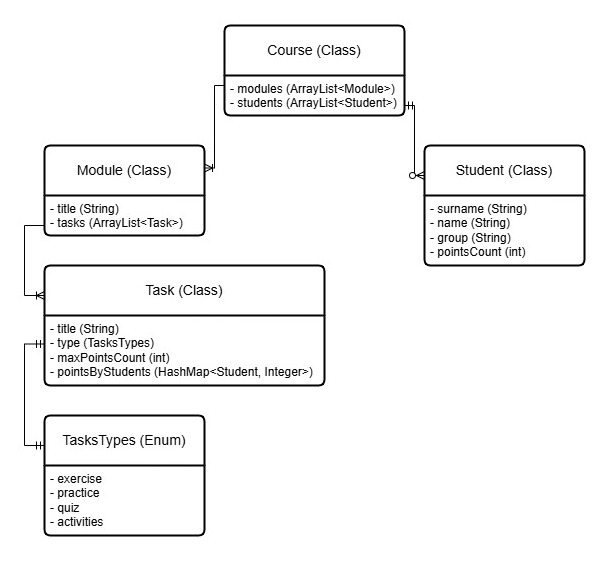 Course (Class)
- modules (ArrayList<Module>)
- students (ArrayList<Student>)
Module (Class)
- title (String)
- tasks (ArrayList<Task>)
Student (Class)
- surname (String)
- name (String)
- group (String)
- pointsCount (int)
Task (Class)
- title (String)
- type (TasksTypes)
- maxPointsCount (int)
- pointsByStudents (HashMap<Student, Integer>)
TasksTypes (Enum)
- exercise
- practice
- quiz
- activities